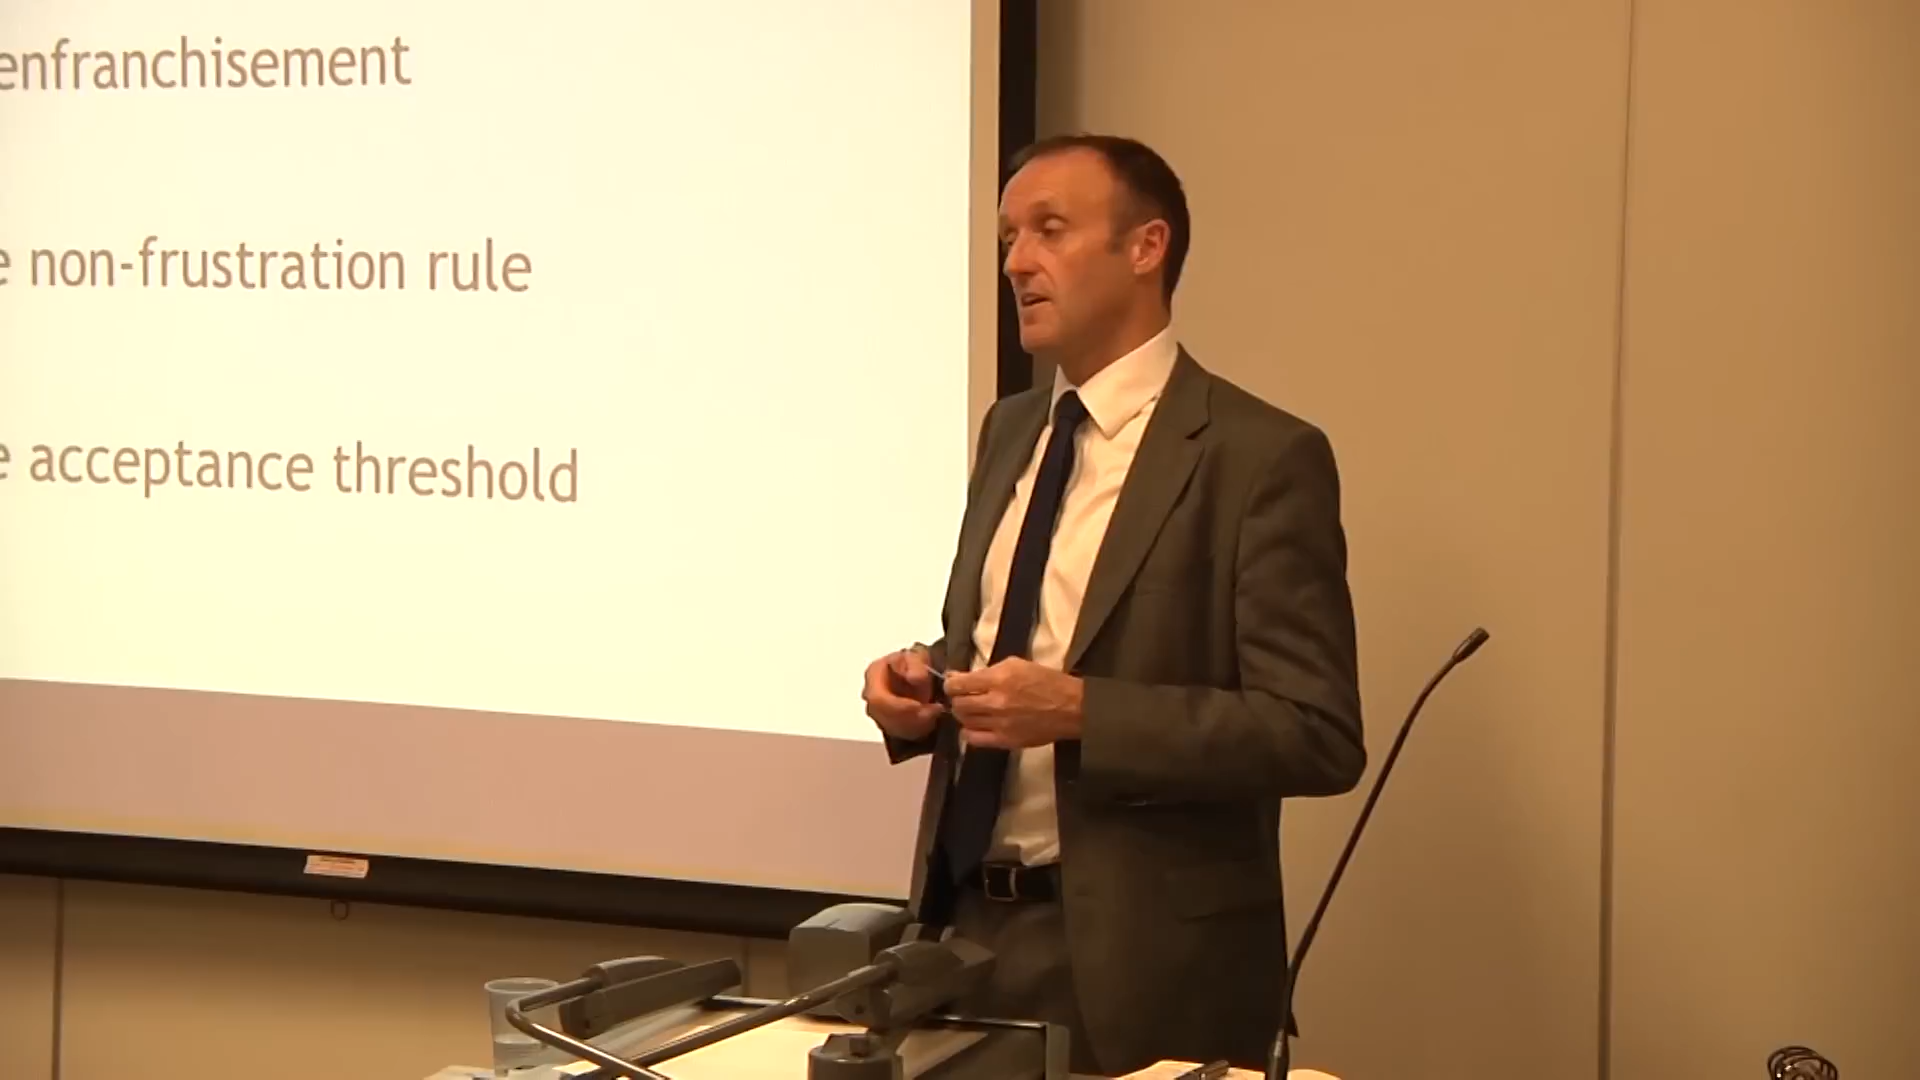 enfranchisement
e non-frustration rule
e acceptance threshold